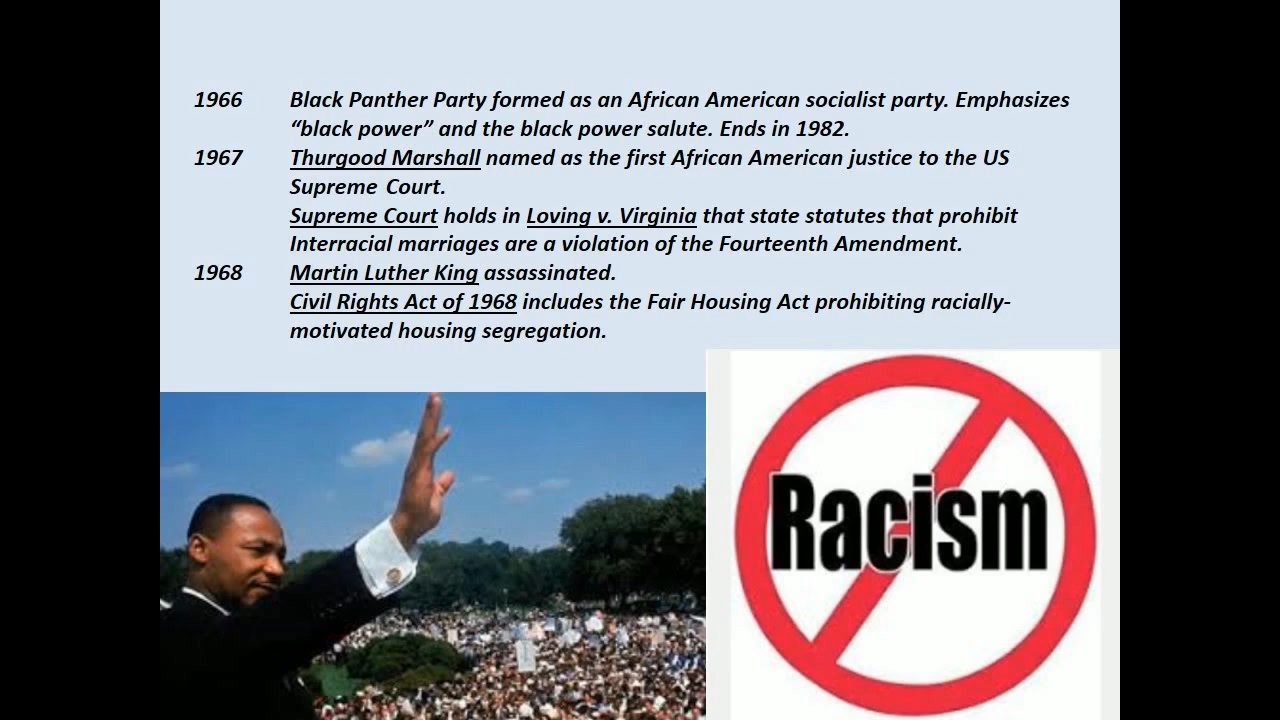 1966 Black Panther Party formed as an African American socialist party. Emphasizes
“black power” and the black power salute. Ends in 1982.
1967 Thurgood Marshall named as the first African American justice to the US
Supreme Court.
Supreme Court holds in Loving v. Virginia that state statutes that prohibit
Interracial marriages are a violation of the Fourteenth Amendment.
1968 Martin Luther King assassinated.
Civil Rights Act of 1968 includes the Fair Housing Act prohibiting racially-
motivated housing segregation.
Racism